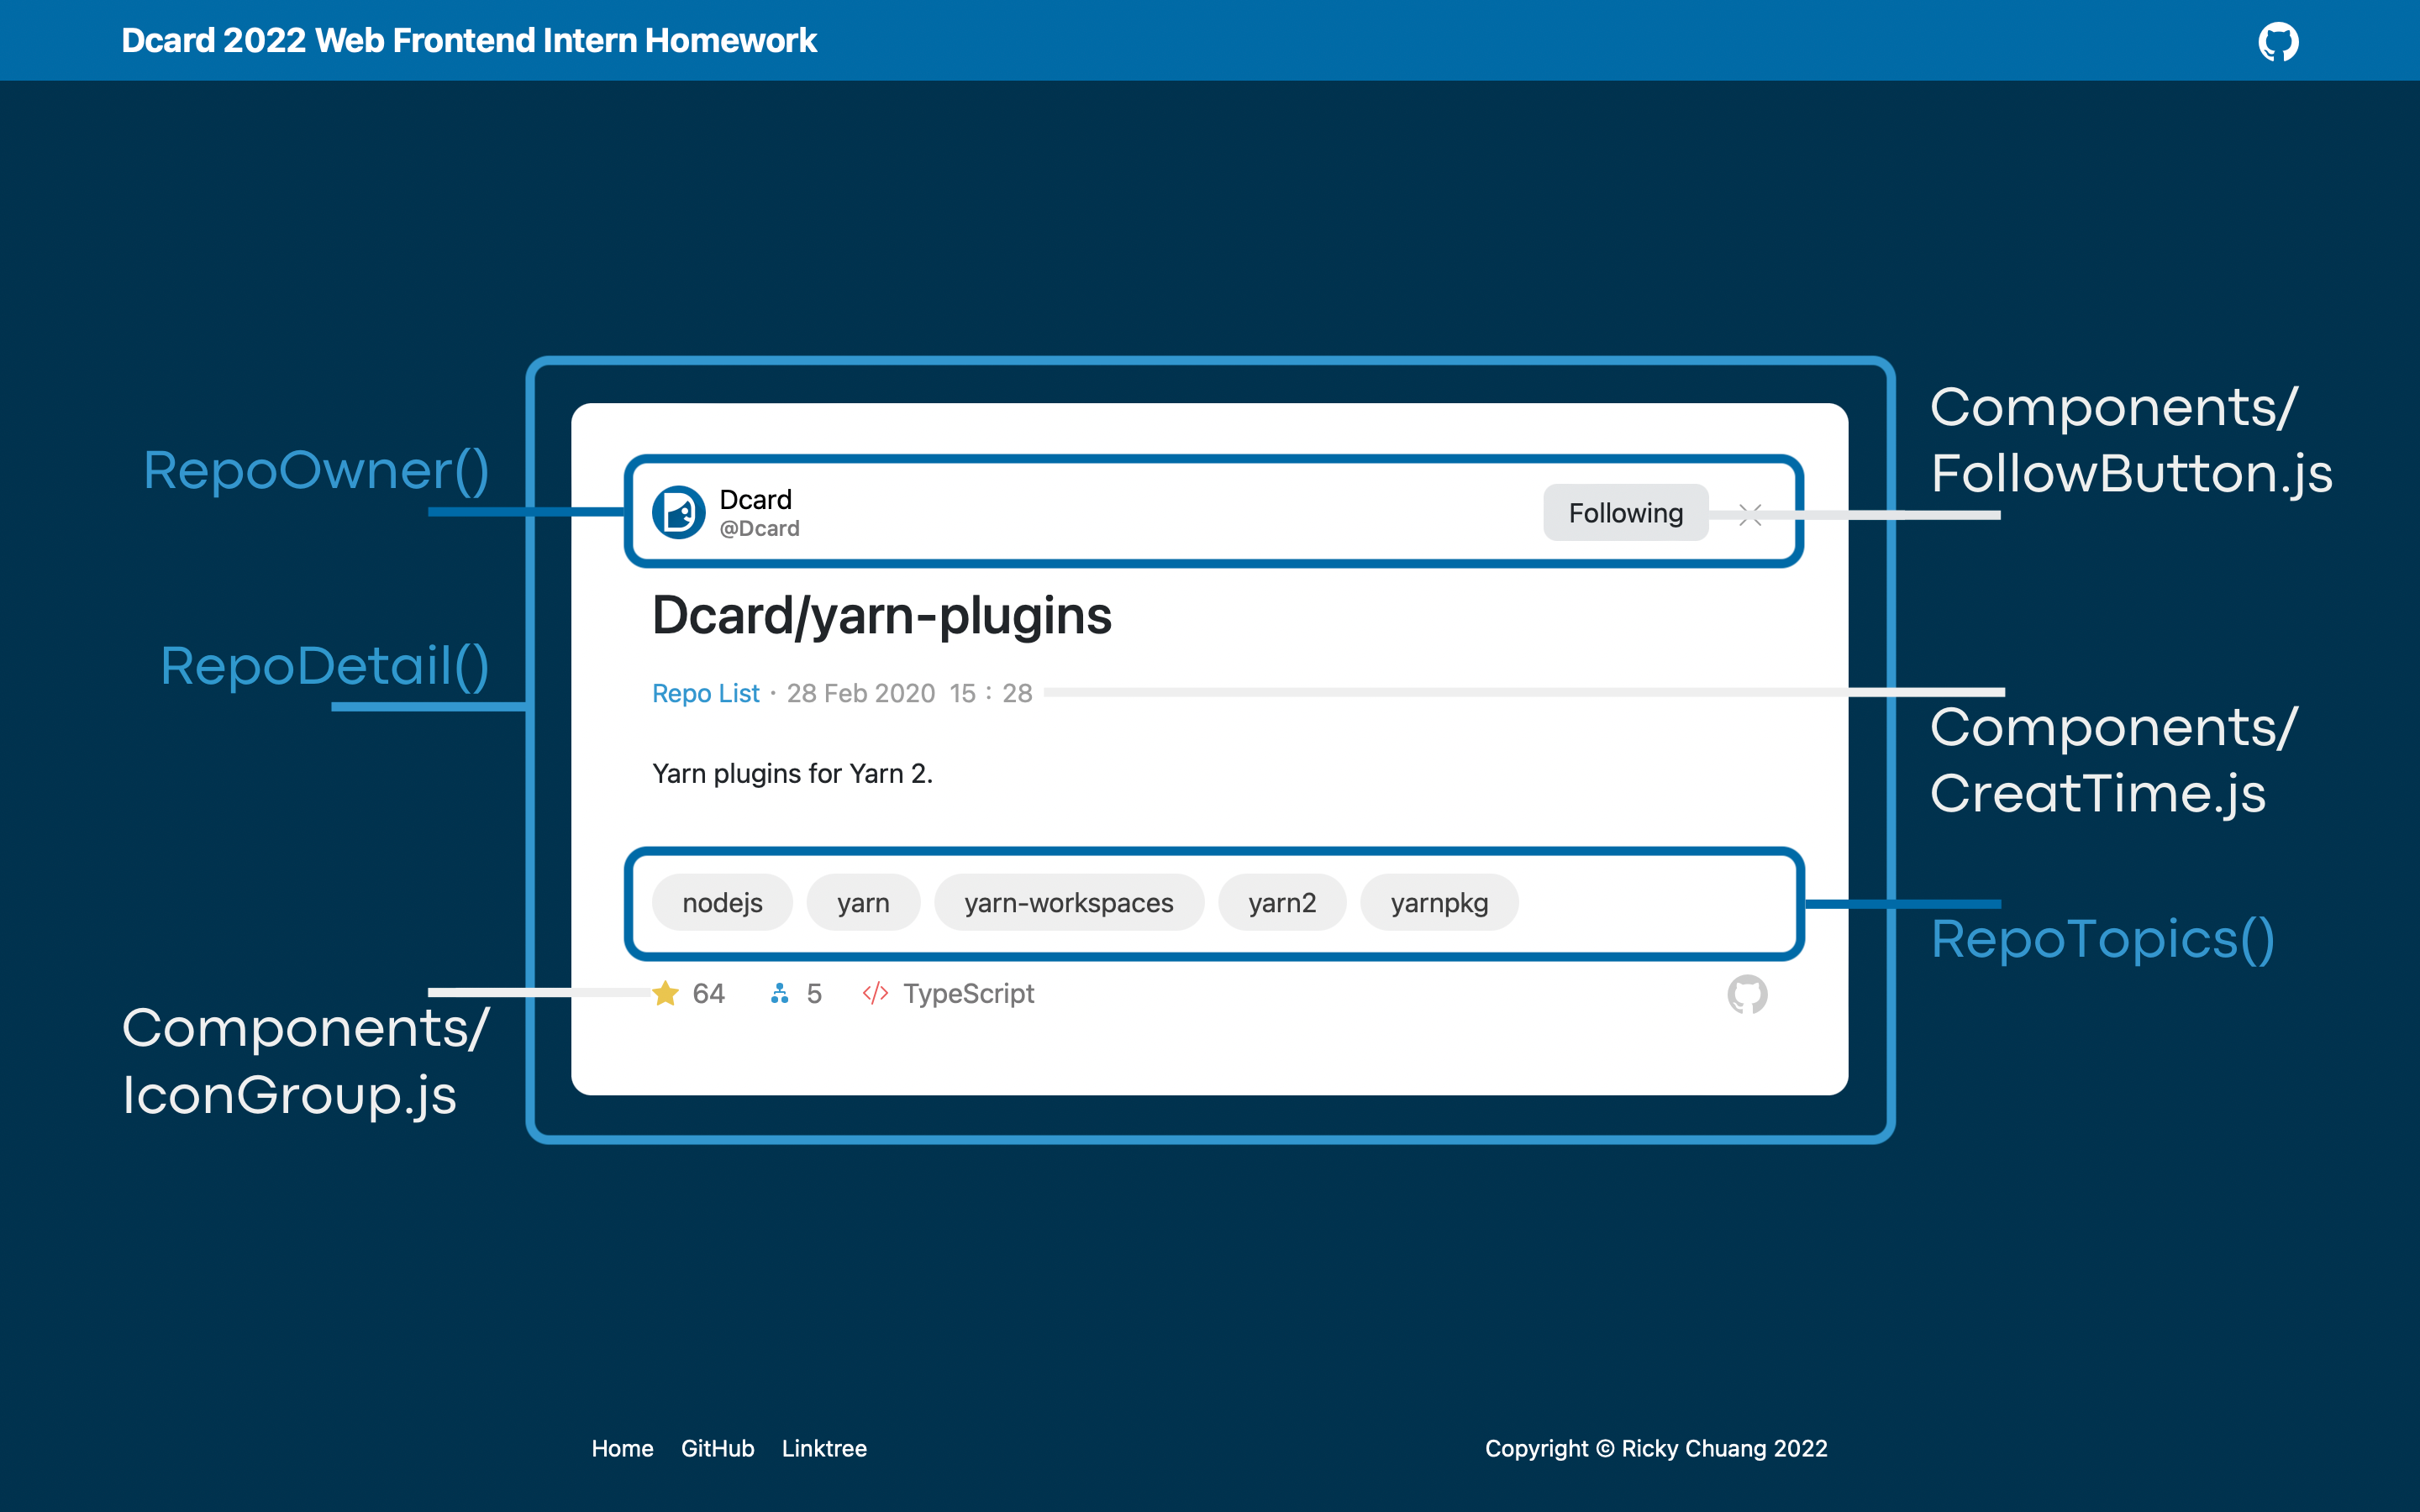 Dcard 2022 Web Frontend Intern Homework
RepoOwner()
RepoDetail()
Components/
IconGroup.js
Dcard
@Dcard
Following
Dcard/yarn-plugins
Repo List · 28 Feb 2020 15 : 28
Yarn plugins for Yarn 2.
nodejs yarn yarn-workspaces yarn2 yarnpkg
64 5 </> TypeScript
Components/
FollowButton.js
Components/
CreatTime.js
RepoTopics()
Home GitHub Linktree
Copyright © Ricky Chuang 2022